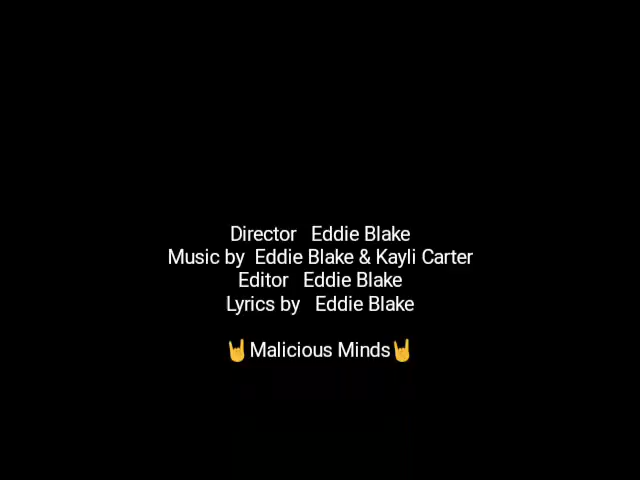 Director Eddie Blake
Music by Eddie Blake & Kayli Carter
Editor Eddie Blake
Lyrics by Eddie Blake
🤘Malicious Minds🤘